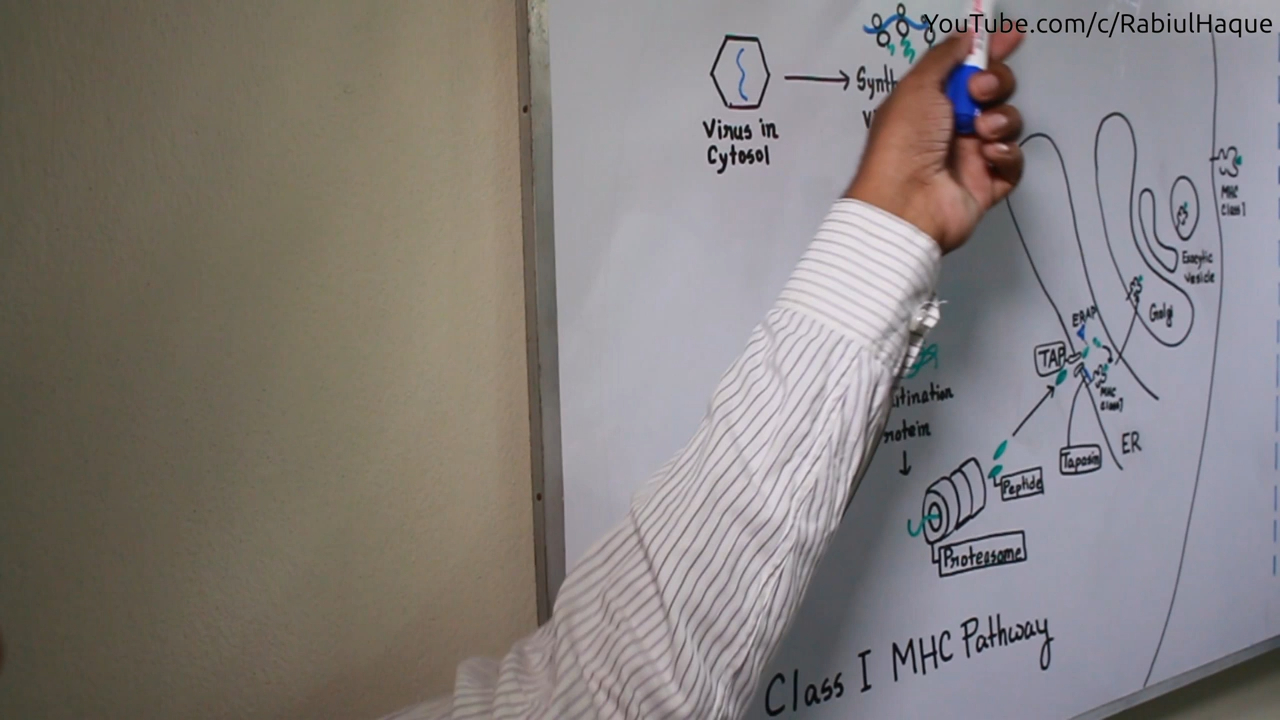 YouTube.com/c/RabiulHaque
Virus in
Cytosol
Synth
MHC
Class I
Exocytic
vesicle
Golgi
ERAP
TAP
MHC
class I
ER
Tapasin
Peptide
Proteasome
Class I MHC Pathway